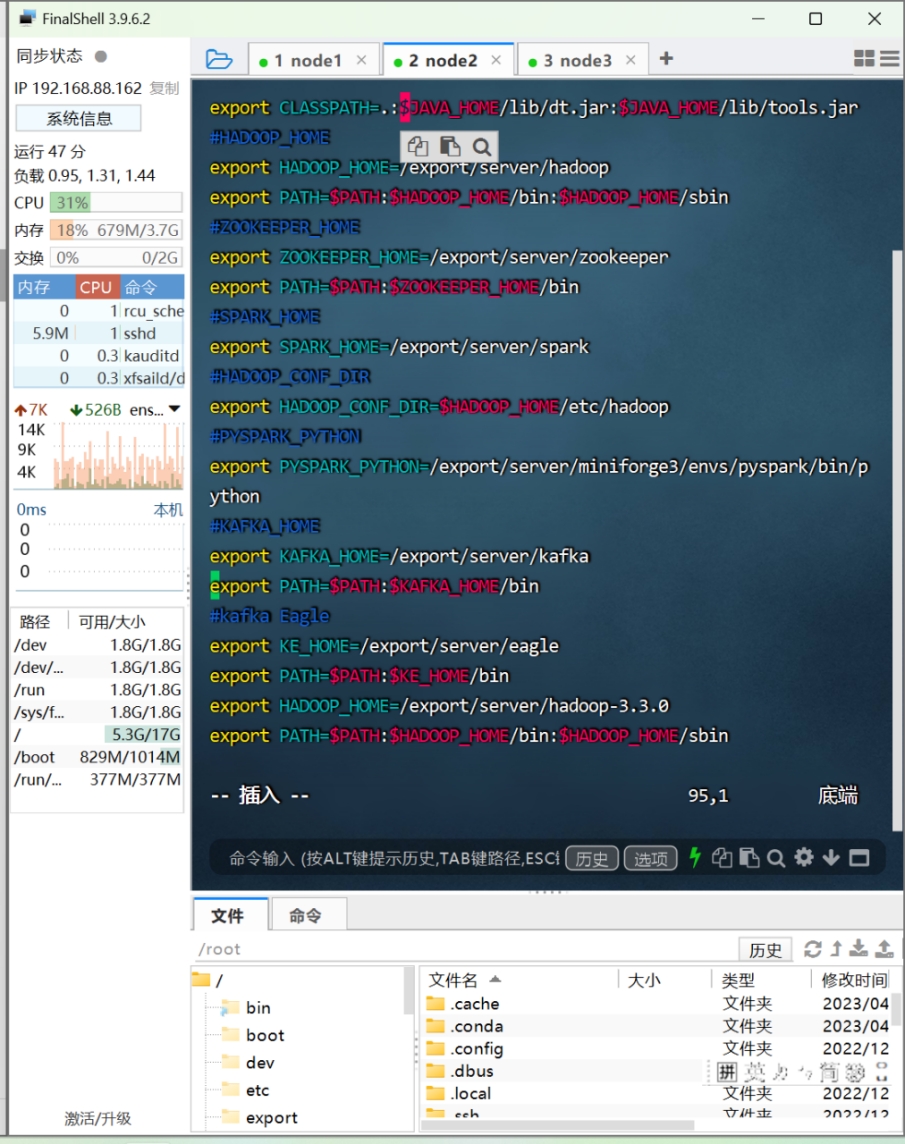 FinalShell 3.9.6.2
同步状态
IP 192.168.88.162 复制
系统信息
运行 47 分
负载 0.95, 1.31, 1.44
CPU 31%
内存 18% 679M/3.7G
交换 0% 0/2G
内存 CPU 命令
0 1 rcu_sche
5.9M 1 sshd
0 0.3 kauditd
0 0.3 xfsaild/d
7K 526B ens...
14K
9K
4K
0ms 本机
0
0
0
路径 可用/大小
/dev 1.8G/1.8G
/dev/... 1.8G/1.8G
/run 1.8G/1.8G
/sys/f... 1.8G/1.8G
/ 5.3G/17G
/boot 829M/1014M
/run/... 377M/377M
激活/升级
1 node1
2 node2
3 node3
export CLASSPATH=.:$JAVA_HOME/lib/dt.jar:$JAVA_HOME/lib/tools.jar
#HADOOP_HOME
export HADOOP_HOME=/export/server/hadoop
export PATH=$PATH:$HADOOP_HOME/bin:$HADOOP_HOME/sbin
#ZOOKEEPER_HOME
export ZOOKEEPER_HOME=/export/server/zookeeper
export PATH=$PATH:$ZOOKEEPER_HOME/bin
#SPARK_HOME
export SPARK_HOME=/export/server/spark
#HADOOP_CONF_DIR
export HADOOP_CONF_DIR=$HADOOP_HOME/etc/hadoop
#PYSPARK_PYTHON
export PYSPARK_PYTHON=/export/server/miniforge3/envs/pyspark/bin/p
ython
#KAFKA_HOME
export KAFKA_HOME=/export/server/kafka
export PATH=$PATH:$KAFKA_HOME/bin
#kafka Eagle
export KE_HOME=/export/server/eagle
export PATH=$PATH:$KE_HOME/bin
export HADOOP_HOME=/export/server/hadoop-3.3.0
export PATH=$PATH:$HADOOP_HOME/bin:$HADOOP_HOME/sbin
-- 插入 -- 95,1 底端
命令输入 (按ALT键提示历史,TAB键路径,ESC 历史 选项
文件 命令
/root 历史
/
bin
boot
dev
etc
export
文件名 大小 类型 修改时间
.cache 文件夹 2023/04
.conda 文件夹 2023/04
.config 文件夹 2022/12
.dbus
拼 英 简
.local 文件夹 2022/12
.ssh 文件夹 2022/12